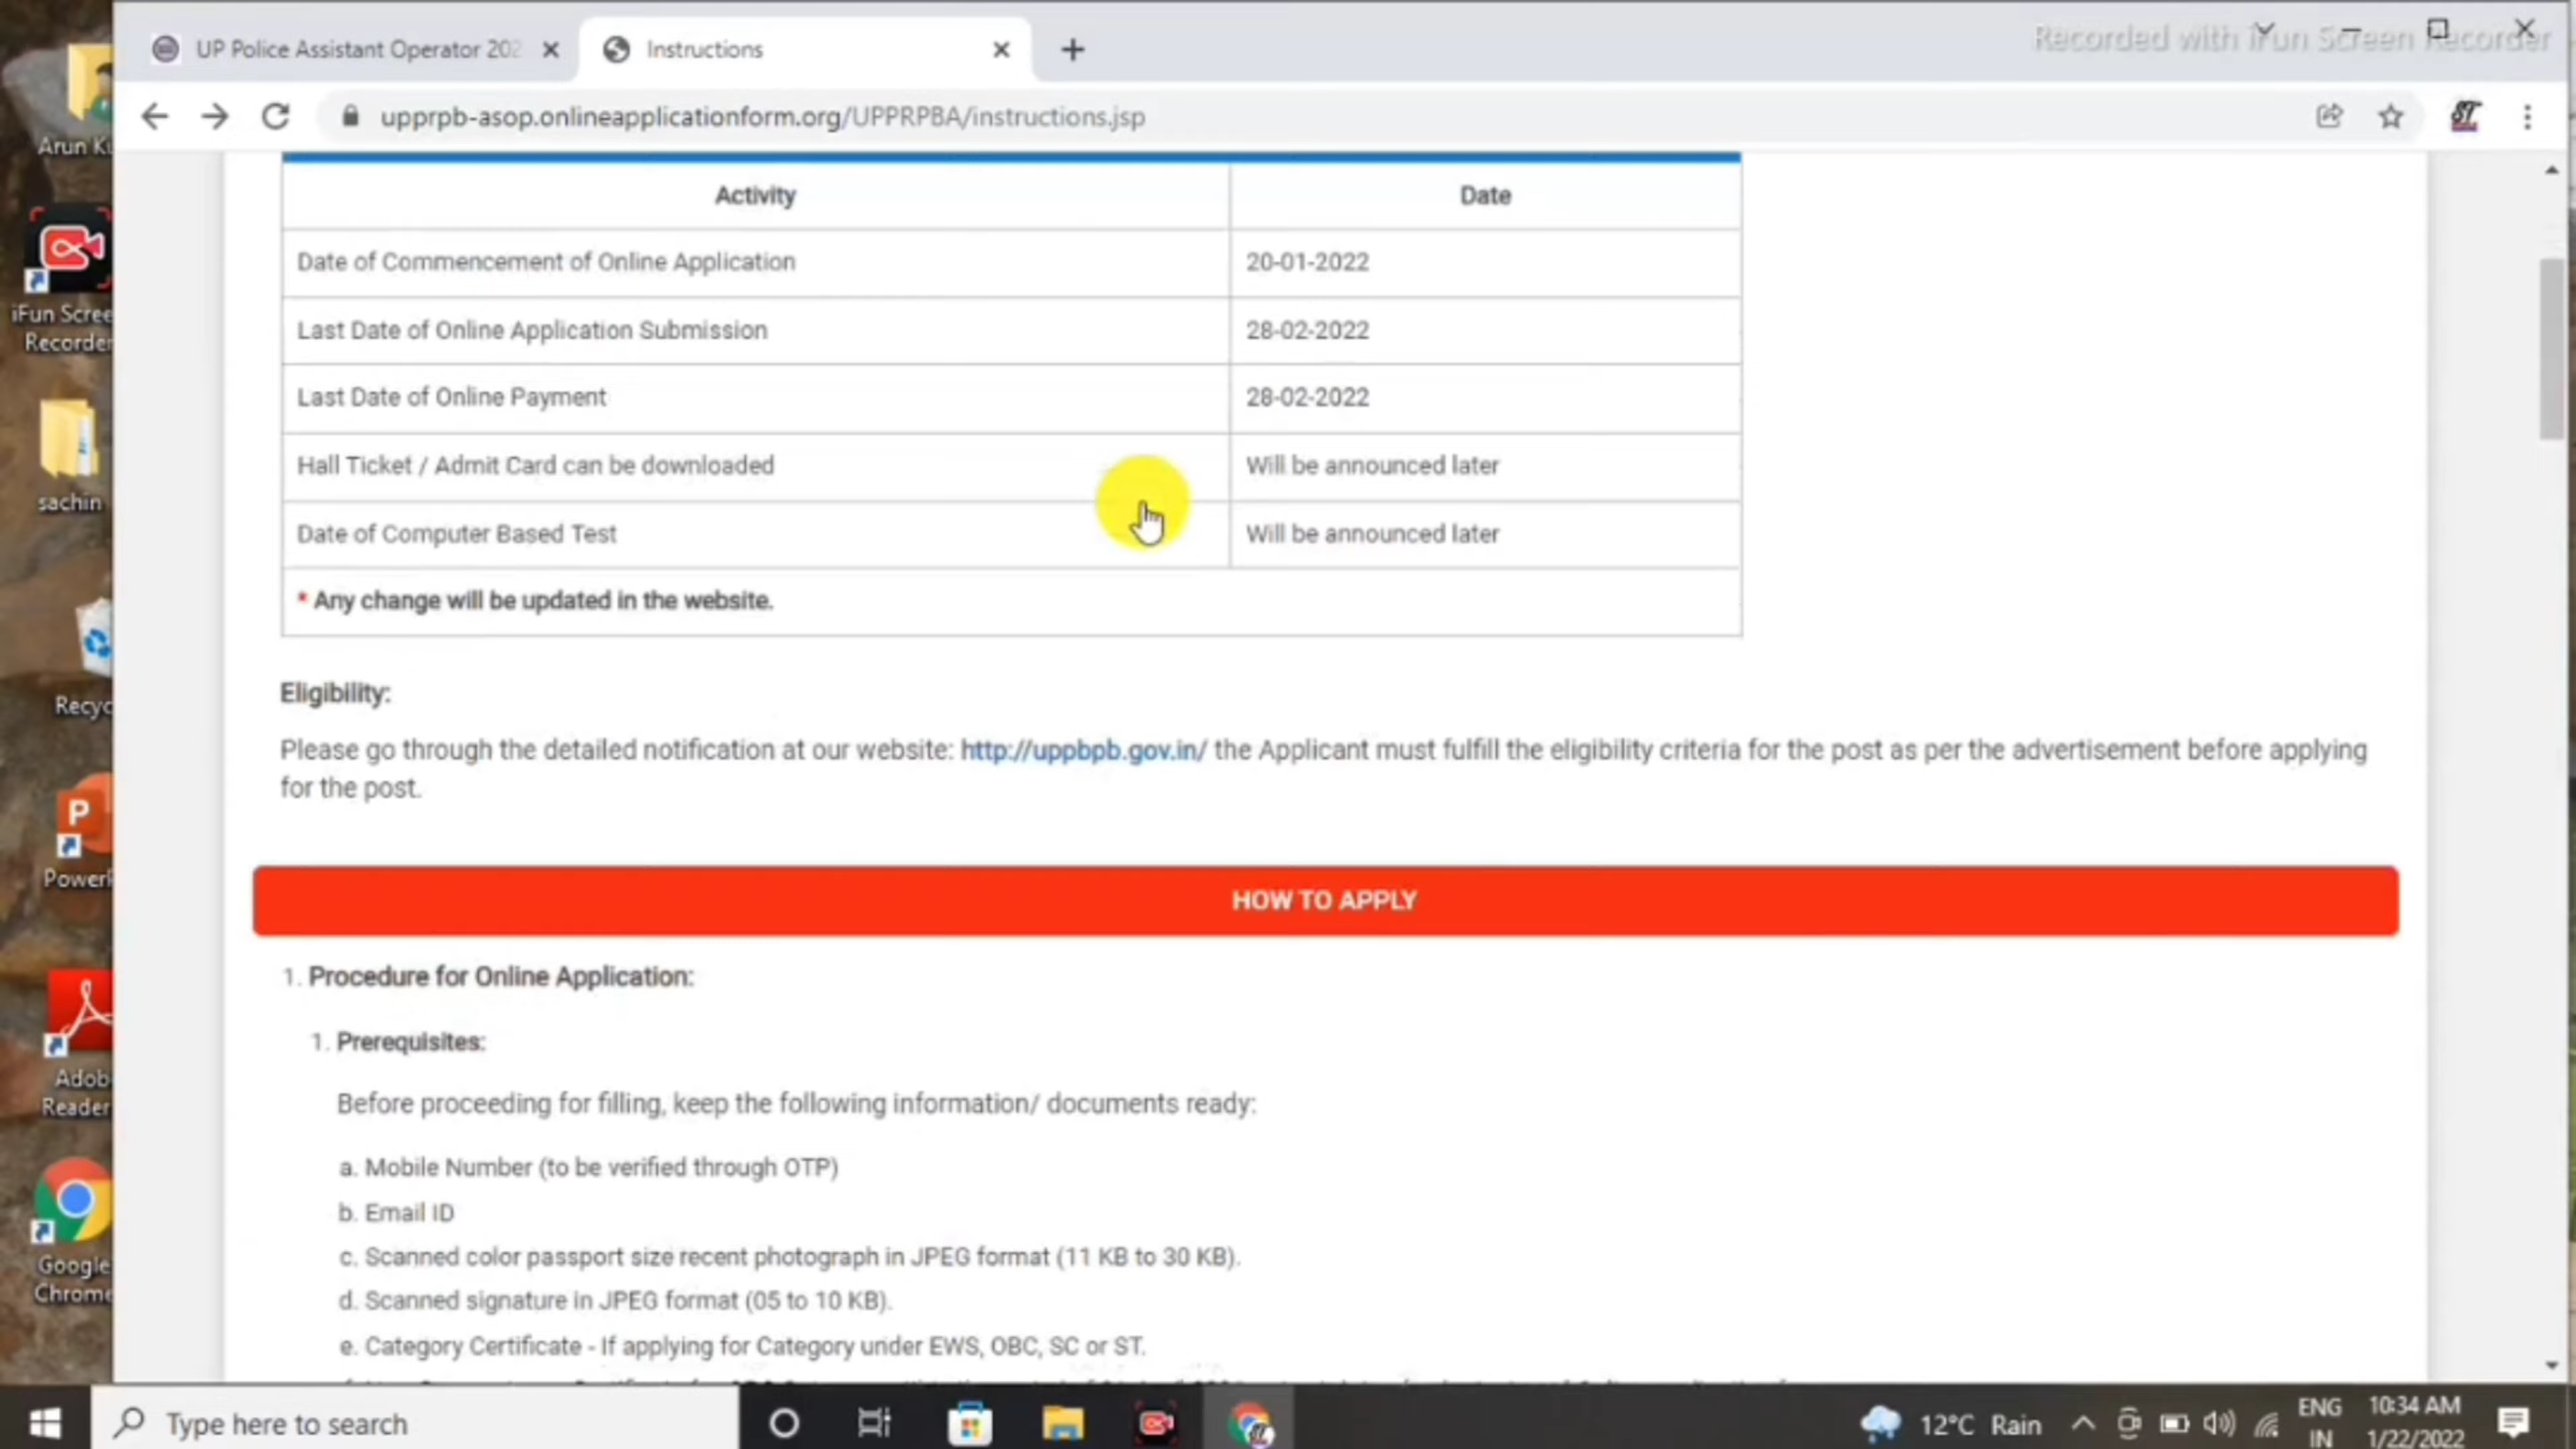 Recorded with iFun Screen Recorder
UP Police Assistant Operator 202
Instructions
upprpb-asop.onlineapplicationform.org/UPPRPBA/instructions.jsp
Arun Ku
iFun Scree
Recorder
sachin
Recyc
PowerP
Adob
Reader
Google
Chrome
Activity Date
Date of Commencement of Online Application 20-01-2022
Last Date of Online Application Submission 28-02-2022
Last Date of Online Payment 28-02-2022
Hall Ticket / Admit Card can be downloaded Will be announced later
Date of Computer Based Test Will be announced later
* Any change will be updated in the website.
Eligibility:
Please go through the detailed notification at our website: http://uppbpb.gov.in/ the Applicant must fulfill the eligibility criteria for the post as per the advertisement before applying
for the post.
HOW TO APPLY
1. Procedure for Online Application:
1. Prerequisites:
Before proceeding for filling, keep the following information/ documents ready:
a. Mobile Number (to be verified through OTP)
b. Email ID
c. Scanned color passport size recent photograph in JPEG format (11 KB to 30 KB).
d. Scanned signature in JPEG format (05 to 10 KB).
e. Category Certificate - If applying for Category under EWS, OBC, SC or ST.
Type here to search
12°C Rain
ENG
IN
10:34 AM
1/22/2022